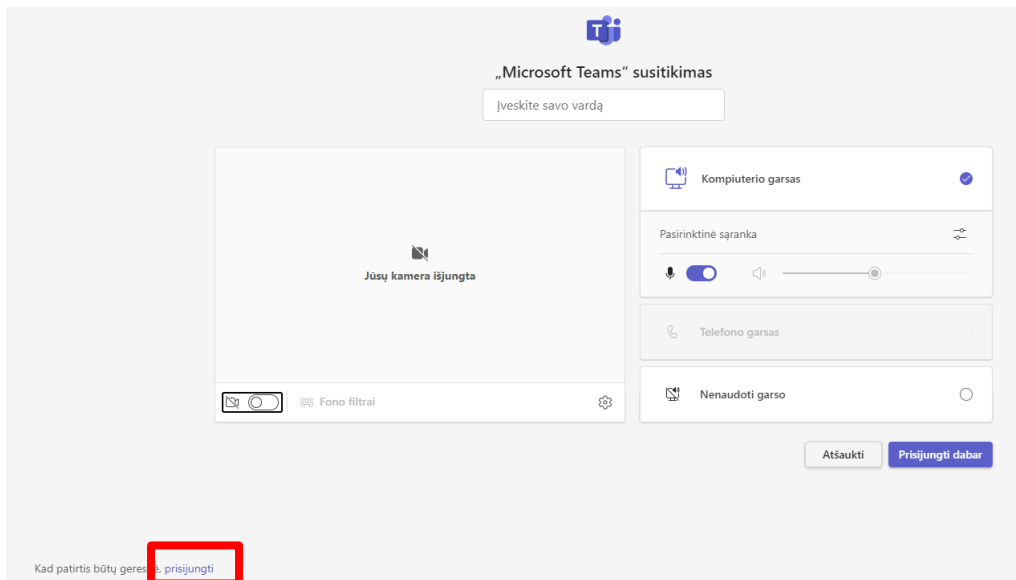 „Microsoft Teams“ susitikimas
Įveskite savo vardą
Jūsų kamera išjungta
Fono filtrai
Kompiuterio garsas
Pasirinktinė sąranka
Telefono garsas
Nenaudoti garso
Atšaukti
Prisijungti dabar
Kad patirtis būtų geresnė, prisijungti